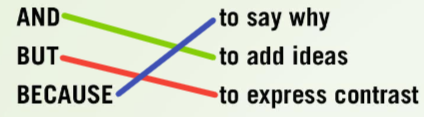 AND to say why
BUT to add ideas
BECAUSE to express contrast